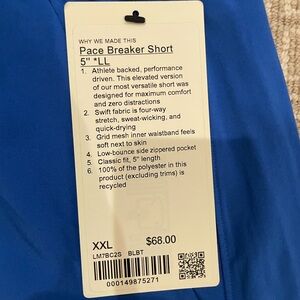 WHY WE MADE THIS
Pace Breaker Short
5" *LL
1. Athlete backed, performance
driven. This elevated version
of our most versatile short was
designed for maximum comfort
and zero distractions
2. Swift fabric is four-way
stretch, sweat-wicking, and
quick-drying
3. Grid mesh inner waistband feels
soft next to skin
4. Low-bounce side zippered pocket
5. Classic fit, 5" length
6. 100% of the polyester in this
product (excluding trims) is
recycled
XXL $68.00
LM7BC2S BLBT
000149875271